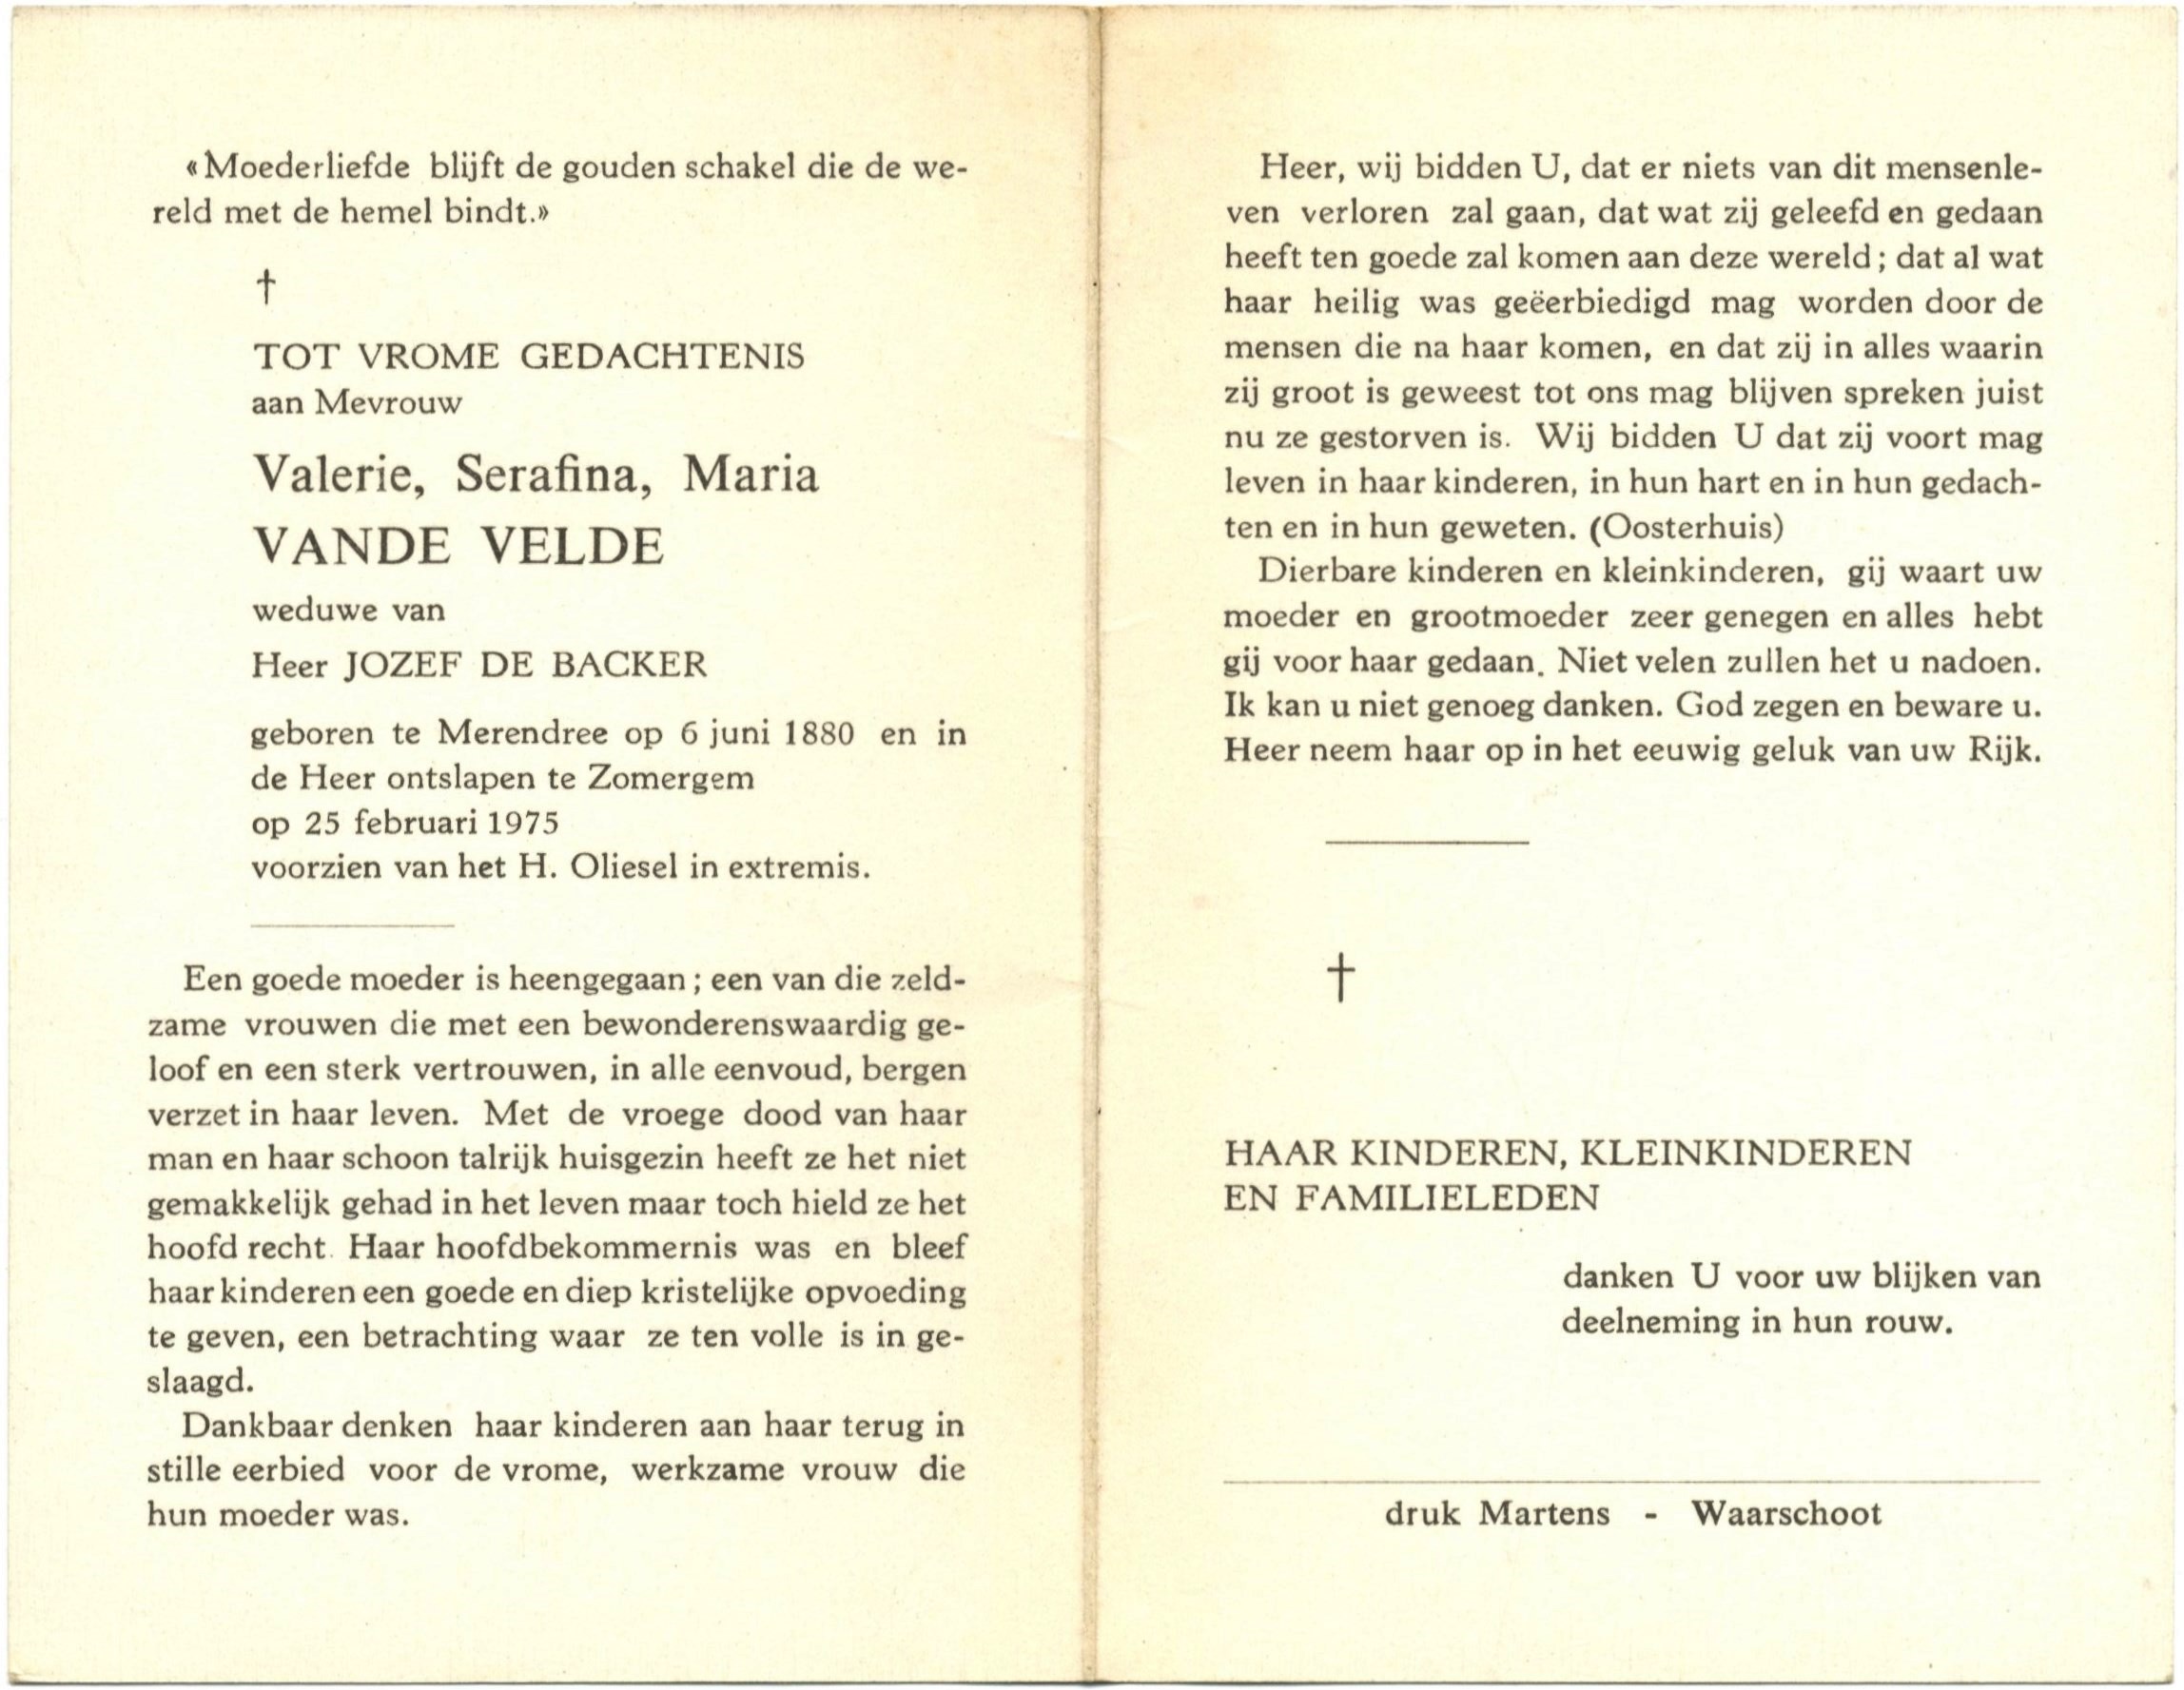 «Moederliefde blijft de gouden schakel die de we-
reld met de hemel bindt.»
†
TOT VROME GEDACHTENIS
aan Mevrouw
Valerie, Serafina, Maria
VANDE VELDE
weduwe van
Heer JOZEF DE BACKER
geboren te Merendree op 6 juni 1880 en in
de Heer ontslapen te Zomergem
op 25 februari 1975
voorzien van het H. Oliesel in extremis.
Een goede moeder is heengegaan ; een van die zeld-
zame vrouwen die met een bewonderenswaardig ge-
loof en een sterk vertrouwen, in alle eenvoud, bergen
verzet in haar leven. Met de vroege dood van haar
man en haar schoon talrijk huisgezin heeft ze het niet
gemakkelijk gehad in het leven maar toch hield ze het
hoofd recht. Haar hoofdbekommernis was en bleef
haar kinderen een goede en diep kristelijke opvoeding
te geven, een betrachting waar ze ten volle is in ge-
slaagd.
Dankbaar denken haar kinderen aan haar terug in
stille eerbied voor de vrome, werkzame vrouw die
hun moeder was.
Heer, wij bidden U, dat er niets van dit mensenle-
ven verloren zal gaan, dat wat zij geleefd en gedaan
heeft ten goede zal komen aan deze wereld ; dat al wat
haar heilig was geëerbiedigd mag worden door de
mensen die na haar komen, en dat zij in alles waarin
zij groot is geweest tot ons mag blijven spreken juist
nu ze gestorven is. Wij bidden U dat zij voort mag
leven in haar kinderen, in hun hart en in hun gedach-
ten en in hun geweten. (Oosterhuis)
Dierbare kinderen en kleinkinderen, gij waart uw
moeder en grootmoeder zeer genegen en alles hebt
gij voor haar gedaan. Niet velen zullen het u nadoen.
Ik kan u niet genoeg danken. God zegen en beware u.
Heer neem haar op in het eeuwig geluk van uw Rijk.
†
HAAR KINDEREN, KLEINKINDEREN
EN FAMILIELEDEN
danken U voor uw blijken van
deelneming in hun rouw.
druk Martens - Waarschoot